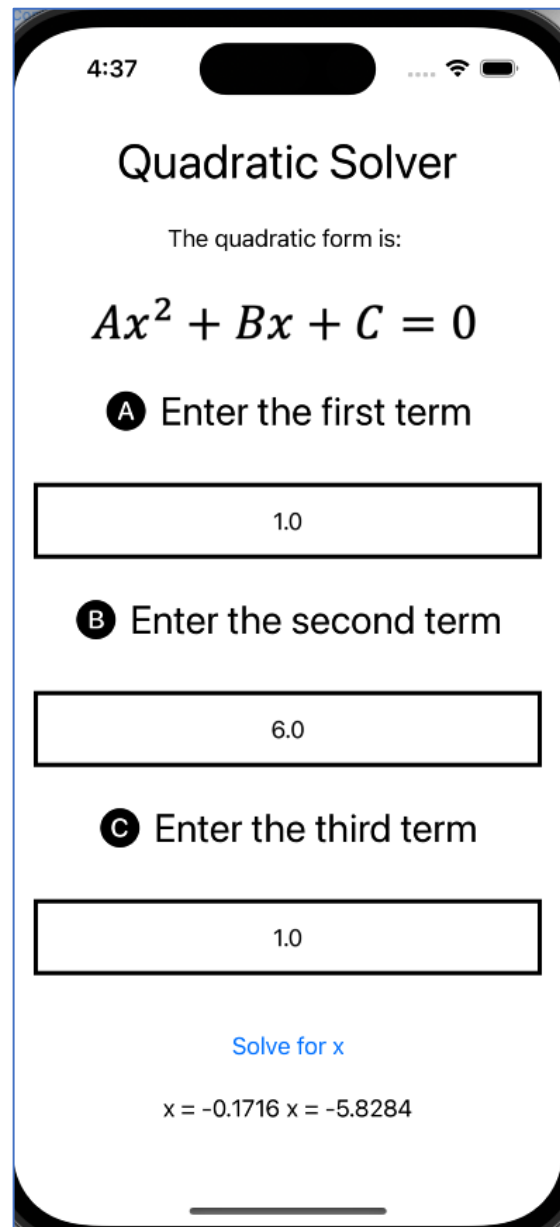 4:37
Quadratic Solver
The quadratic form is:
Ax² + Bx + C = 0
A Enter the first term
1.0
B Enter the second term
6.0
C Enter the third term
1.0
Solve for x
x = -0.1716 x = -5.8284